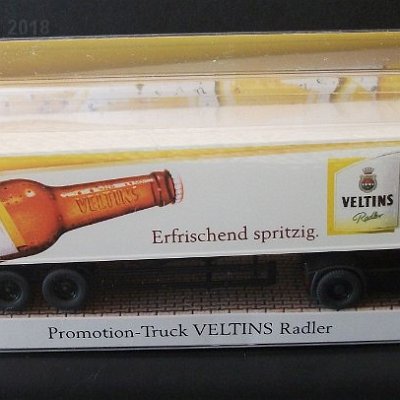 2018
VELTINS
Erfrischend spritzig.
VELTINS
Radler
Promotion-Truck VELTINS Radler